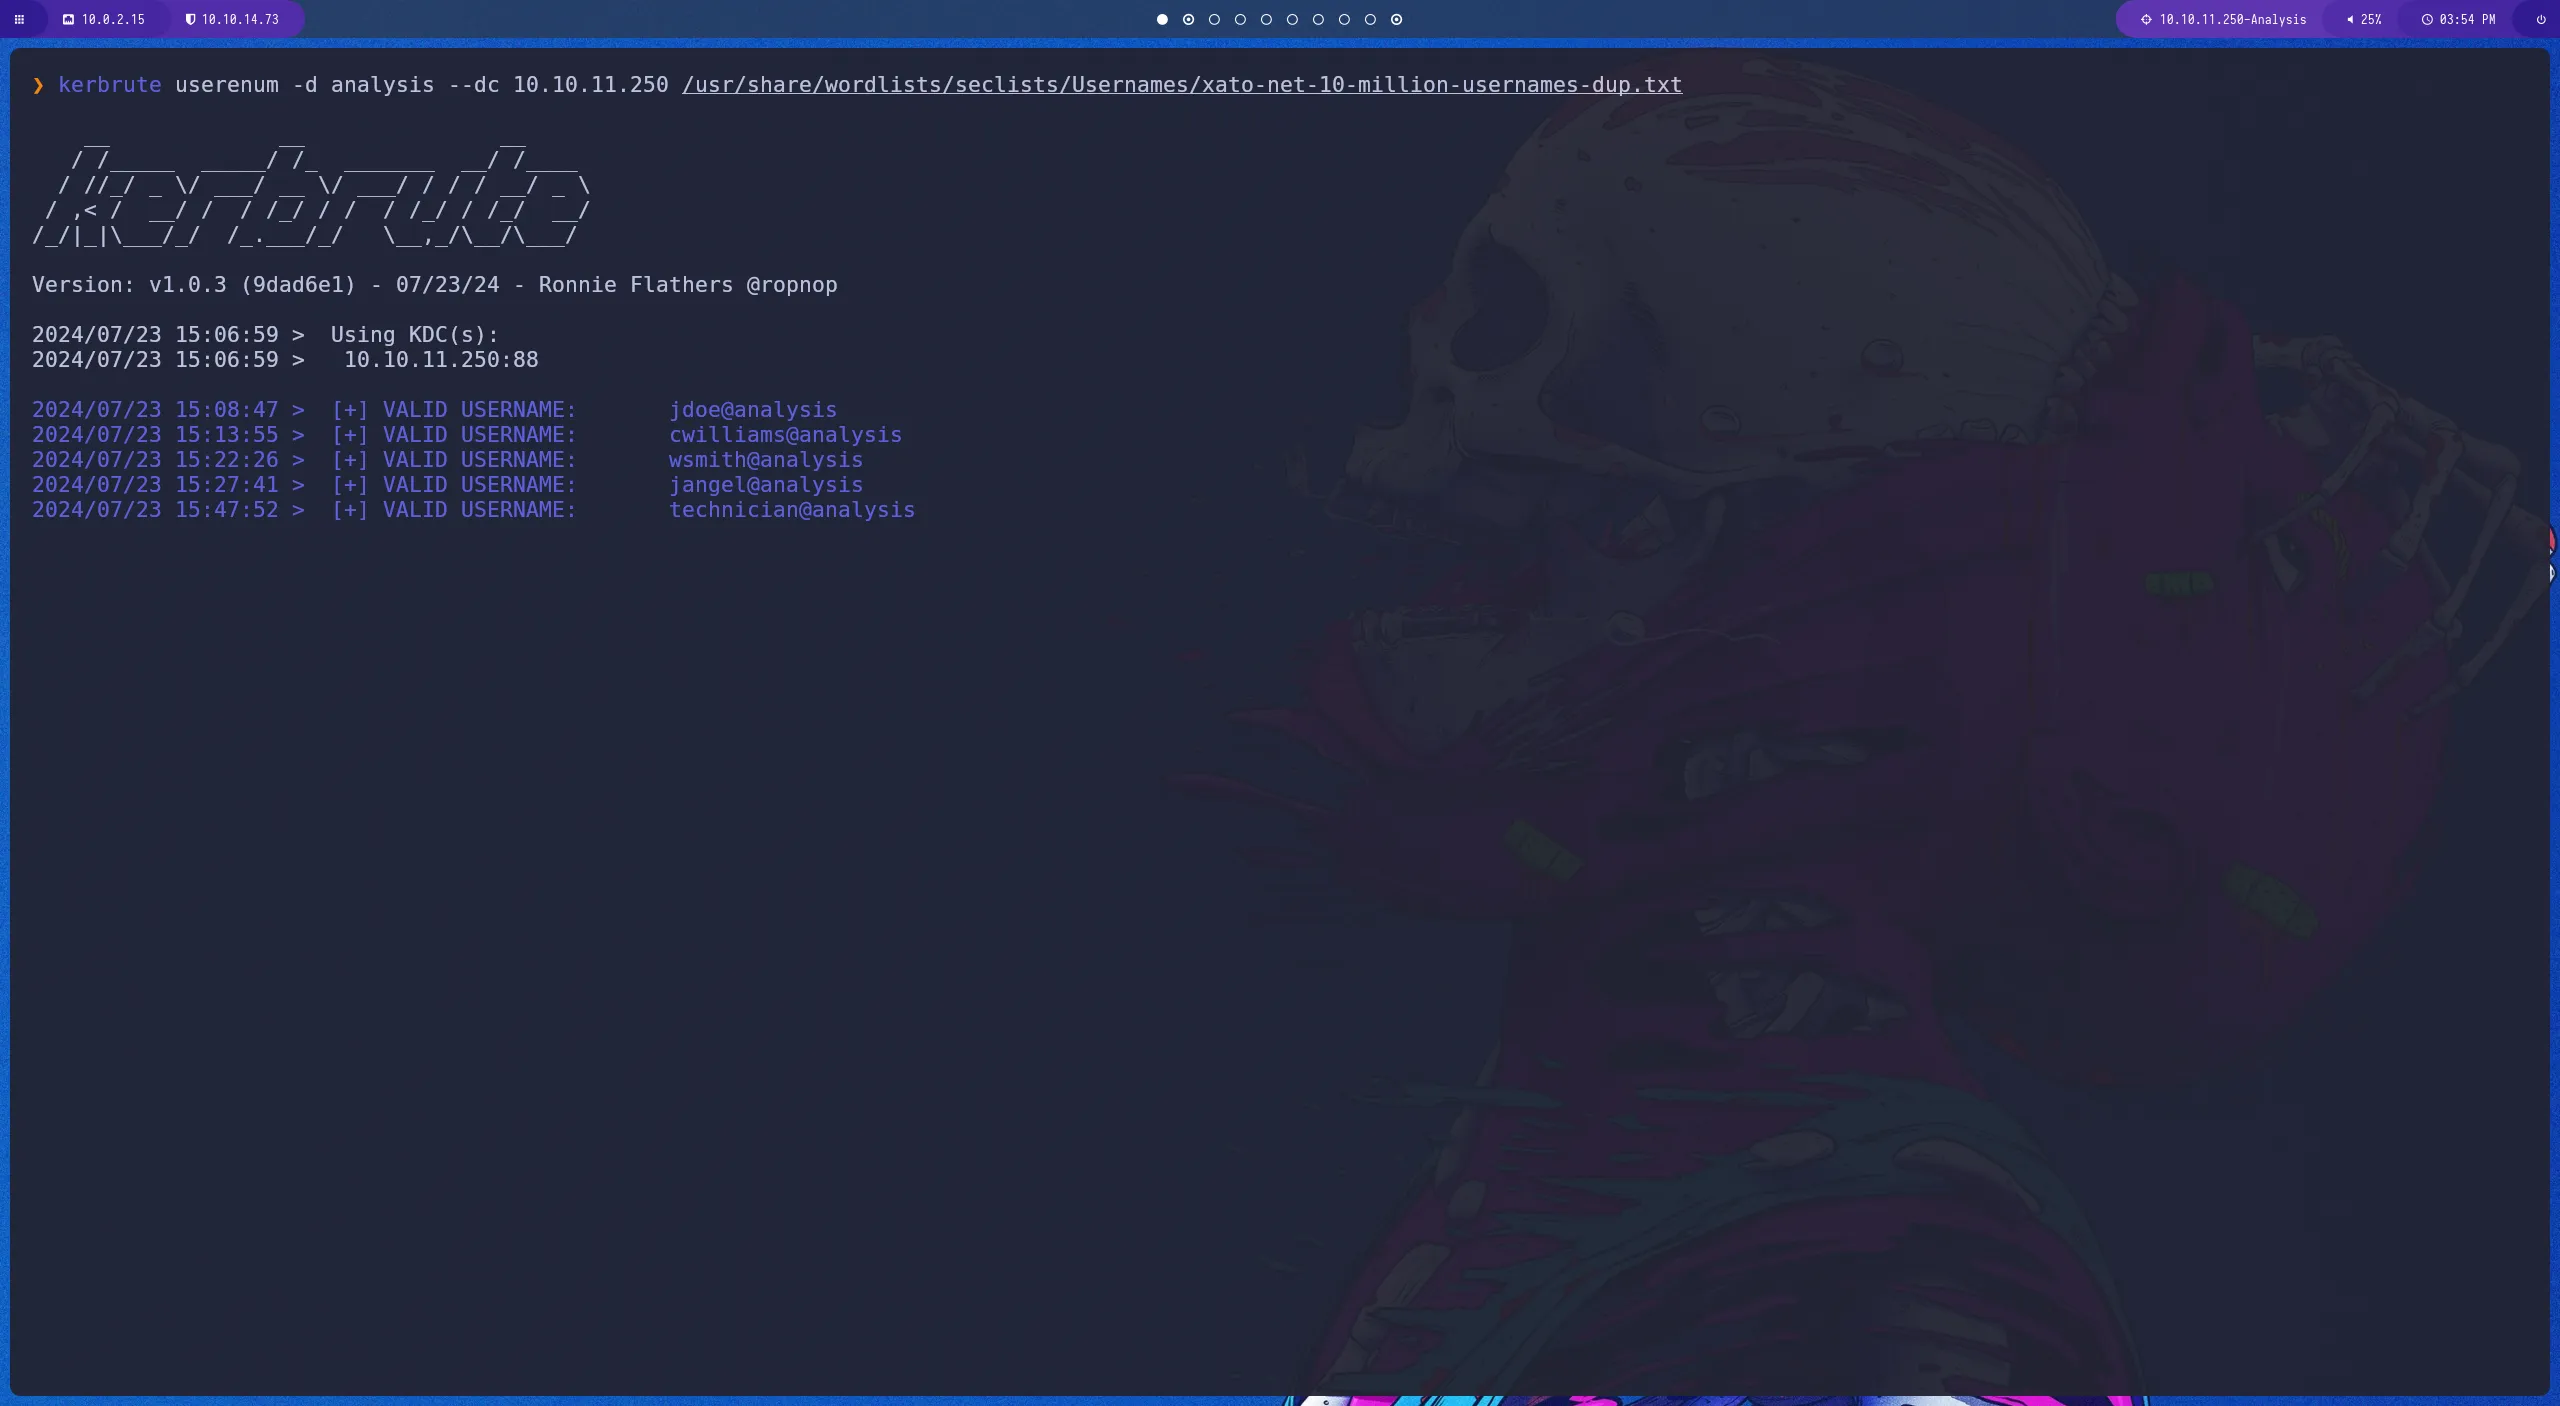 10.0.2.15 10.10.14.73 10.10.11.250-Analysis 25% 03:54 PM
❯ kerbrute userenum -d analysis --dc 10.10.11.250 /usr/share/wordlists/seclists/Usernames/xato-net-10-million-usernames-dup.txt
    __             __               __
   / /_____  _____/ /_  _______  __/ /____
  / //_/ _ \/ ___/ __ \/ ___/ / / / __/ _ \
 / ,< /  __/ /  / /_/ / /  / /_/ / /_/  __/
/_/|_|\___/_/  /_.___/_/   \__,_/\__/\___/
Version: v1.0.3 (9dad6e1) - 07/23/24 - Ronnie Flathers @ropnop
2024/07/23 15:06:59 >  Using KDC(s):
2024/07/23 15:06:59 >   10.10.11.250:88
2024/07/23 15:08:47 >  [+] VALID USERNAME:       jdoe@analysis
2024/07/23 15:13:55 >  [+] VALID USERNAME:       cwilliams@analysis
2024/07/23 15:22:26 >  [+] VALID USERNAME:       wsmith@analysis
2024/07/23 15:27:41 >  [+] VALID USERNAME:       jangel@analysis
2024/07/23 15:47:52 >  [+] VALID USERNAME:       technician@analysis